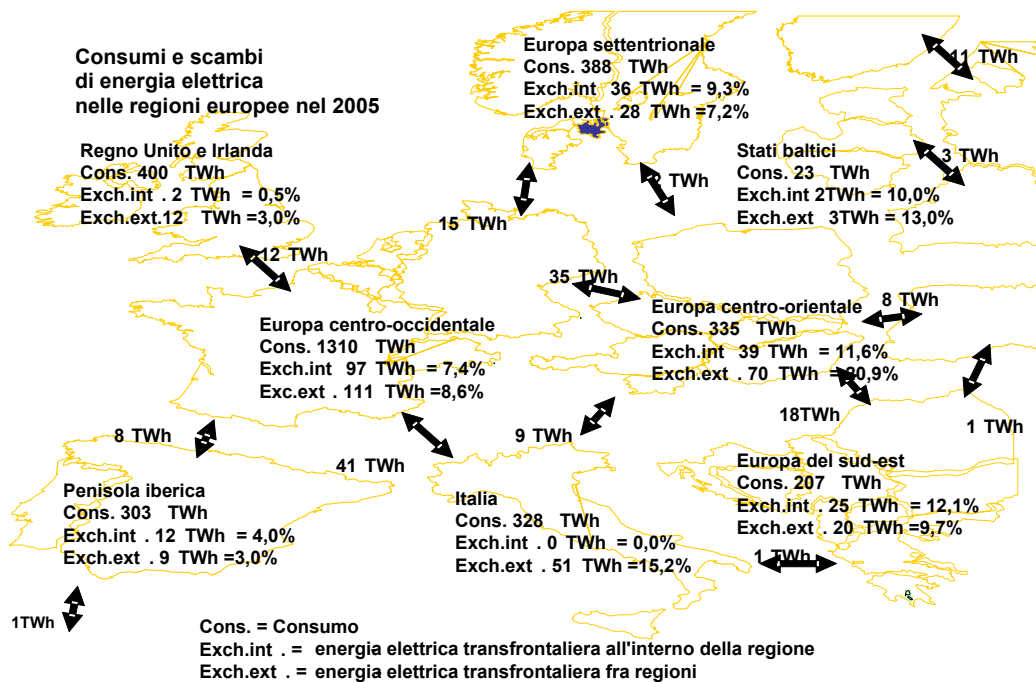 Consumi e scambi
di energia elettrica
nelle regioni europee nel 2005
Europa settentrionale
Cons. 388 TWh
Exch.int 36 TWh = 9,3%
Exch.ext . 28 TWh =7,2%
11 TWh
Regno Unito e Irlanda
Cons. 400 TWh
Exch.int . 2 TWh = 0,5%
Exch.ext.12 TWh =3,0%
Stati baltici
Cons. 23 TWh
Exch.int 2TWh = 10,0%
Exch.ext 3TWh = 13,0%
3 TWh
TWh
15 TWh
12 TWh
35 TWh
8 TWh
Europa centro-occidentale
Cons. 1310 TWh
Exch.int 97 TWh = 7,4%
Exc.ext . 111 TWh =8,6%
Europa centro-orientale
Cons. 335 TWh
Exch.int 39 TWh = 11,6%
Exch.ext . 70 TWh = 20,9%
18TWh
1 TWh
8 TWh
9 TWh
41 TWh
Penisola iberica
Cons. 303 TWh
Exch.int . 12 TWh = 4,0%
Exch.ext . 9 TWh =3,0%
Italia
Cons. 328 TWh
Exch.int . 0 TWh = 0,0%
Exch.ext . 51 TWh =15,2%
Europa del sud-est
Cons. 207 TWh
Exch.int . 25 TWh = 12,1%
Exch.ext . 20 TWh =9,7%
1 TWh
1TWh
Cons. = Consumo
Exch.int . = energia elettrica transfrontaliera all'interno della regione
Exch.ext . = energia elettrica transfrontaliera fra regioni